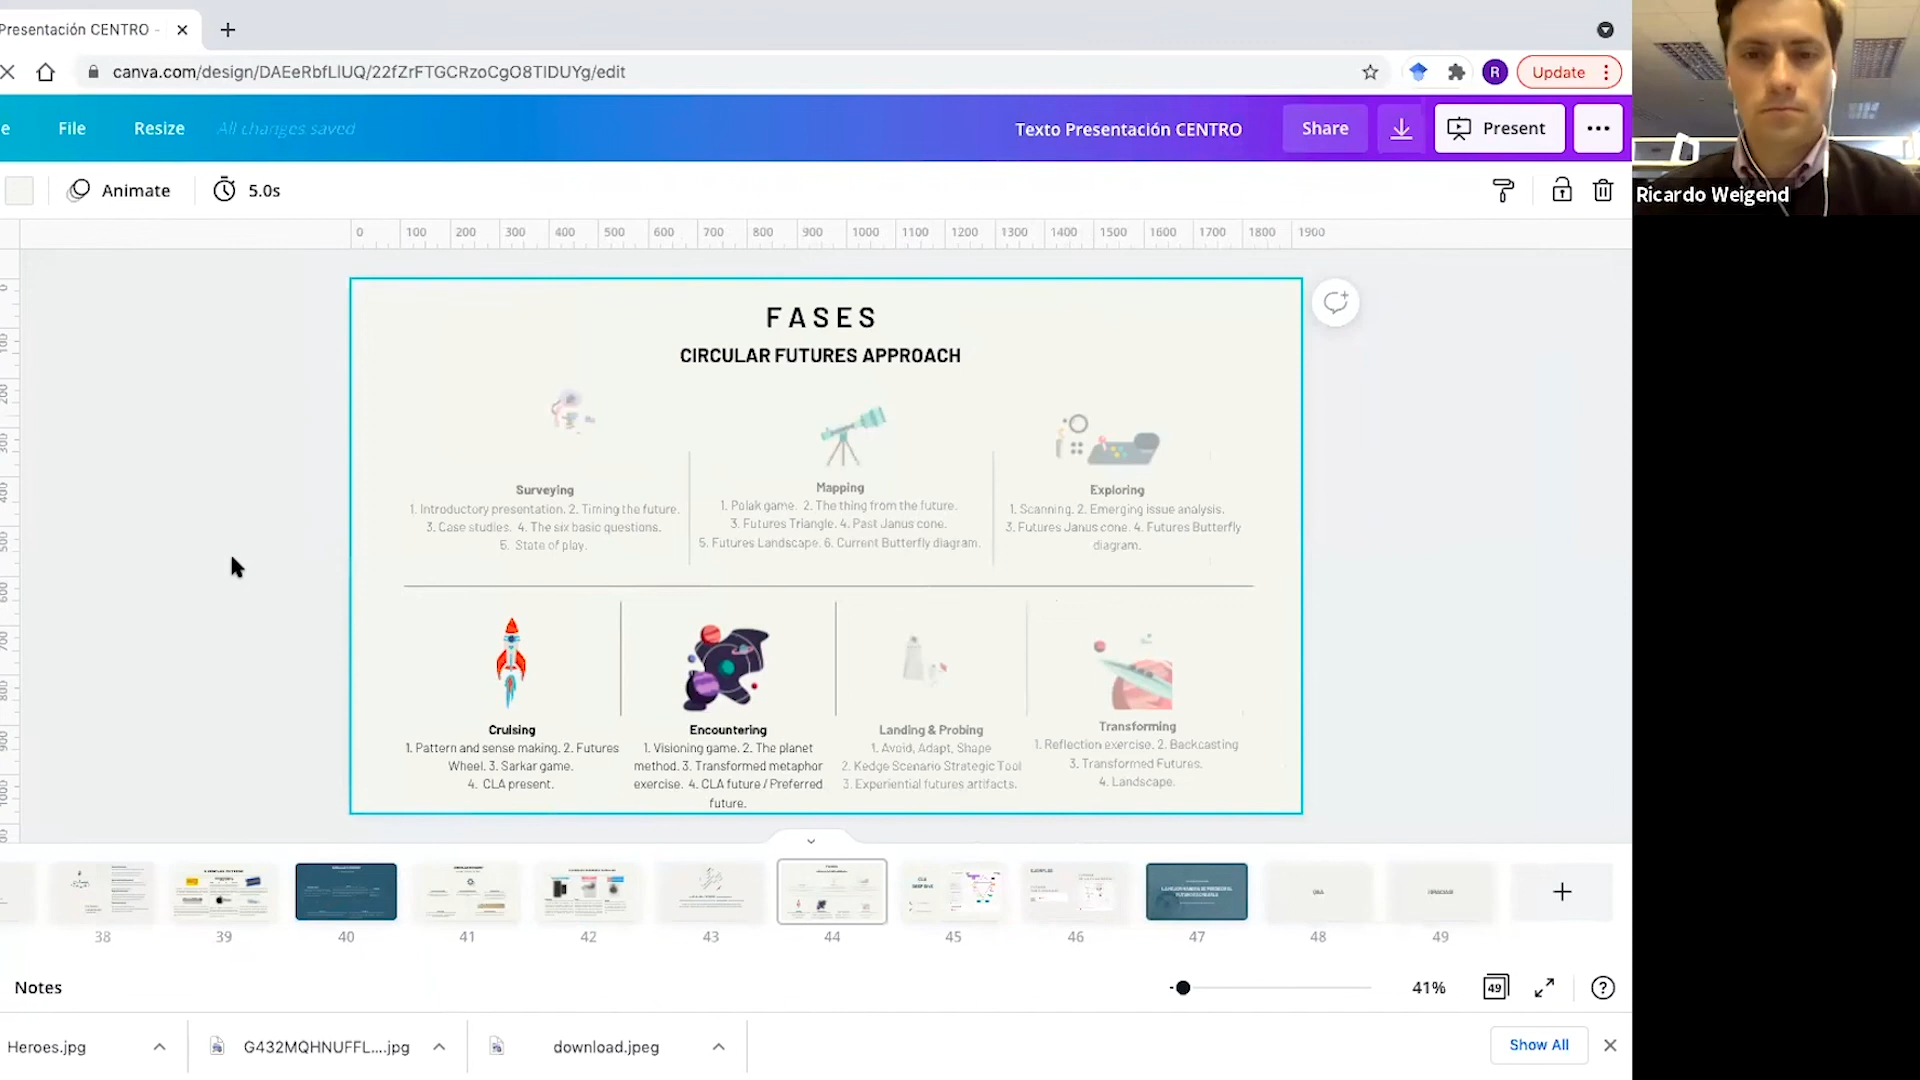 Presentación CENTRO -
canva.com/design/DAEeRbfLlUQ/22fZrFTGCRzoCgO8TIDUYg/edit
R
Update
e
File
Resize
All changes saved
Texto Presentación CENTRO
Share
Present
Animate
5.0s
Ricardo Weigend
0 100 200 300 400 500 600 700 800 900 1000 1100 1200 1300 1400 1500 1600 1700 1800 1900
FASES
CIRCULAR FUTURES APPROACH
Surveying
1. Introductory presentation. 2. Timing the future.
3. Case studies. 4. The six basic questions.
5. State of play.
Mapping
1. Polak game. 2. The thing from the future.
3. Futures Triangle. 4. Past Janus cone.
5. Futures Landscape. 6. Current Butterfly diagram.
Exploring
1. Scanning. 2. Emerging issue analysis.
3. Futures Janus cone. 4. Futures Butterfly
diagram.
Cruising
1. Pattern and sense making. 2. Futures
Wheel. 3. Sarkar game.
4. CLA present.
Encountering
1. Visioning game. 2. The planet
method. 3. Transformed metaphor
exercise. 4. CLA future / Preferred
future.
Landing & Probing
1. Avoid, Adapt, Shape
2. Kedge Scenario Strategic Tool
3. Experiential futures artifacts.
Transforming
1. Reflection exercise. 2. Backcasting
3. Transformed Futures.
4. Landscape.
38 39 40 41 42 43 44 45 46 47 48 49
Notes
41%
49
Heroes.jpg
G432MQHNUFFL....jpg
download.jpeg
Show All